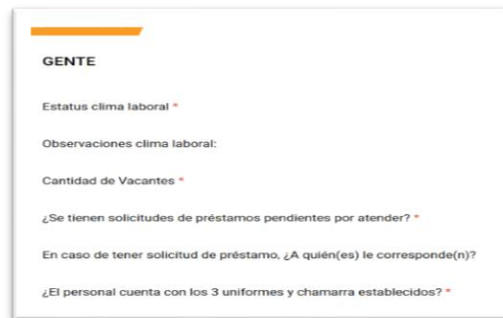 GENTE
Estatus clima laboral *
Observaciones clima laboral:
Cantidad de Vacantes *
¿Se tienen solicitudes de préstamos pendientes por atender? *
En caso de tener solicitud de préstamo, ¿A quién(es) le corresponde(n)?
¿El personal cuenta con los 3 uniformes y chamarra establecidos? *